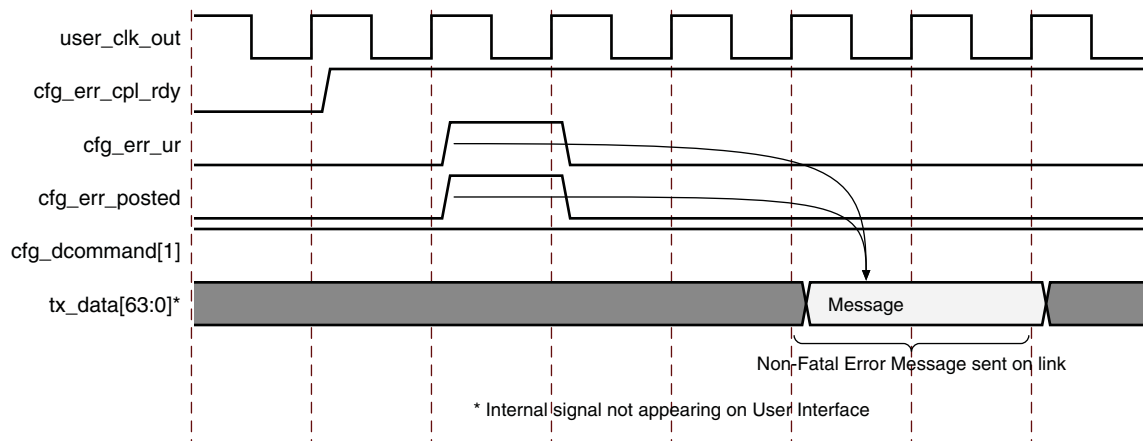 user_clk_out
cfg_err_cpl_rdy
cfg_err_ur
cfg_err_posted
cfg_dcommand[1]
tx_data[63:0]*
Message
Non-Fatal Error Message sent on link
* Internal signal not appearing on User Interface